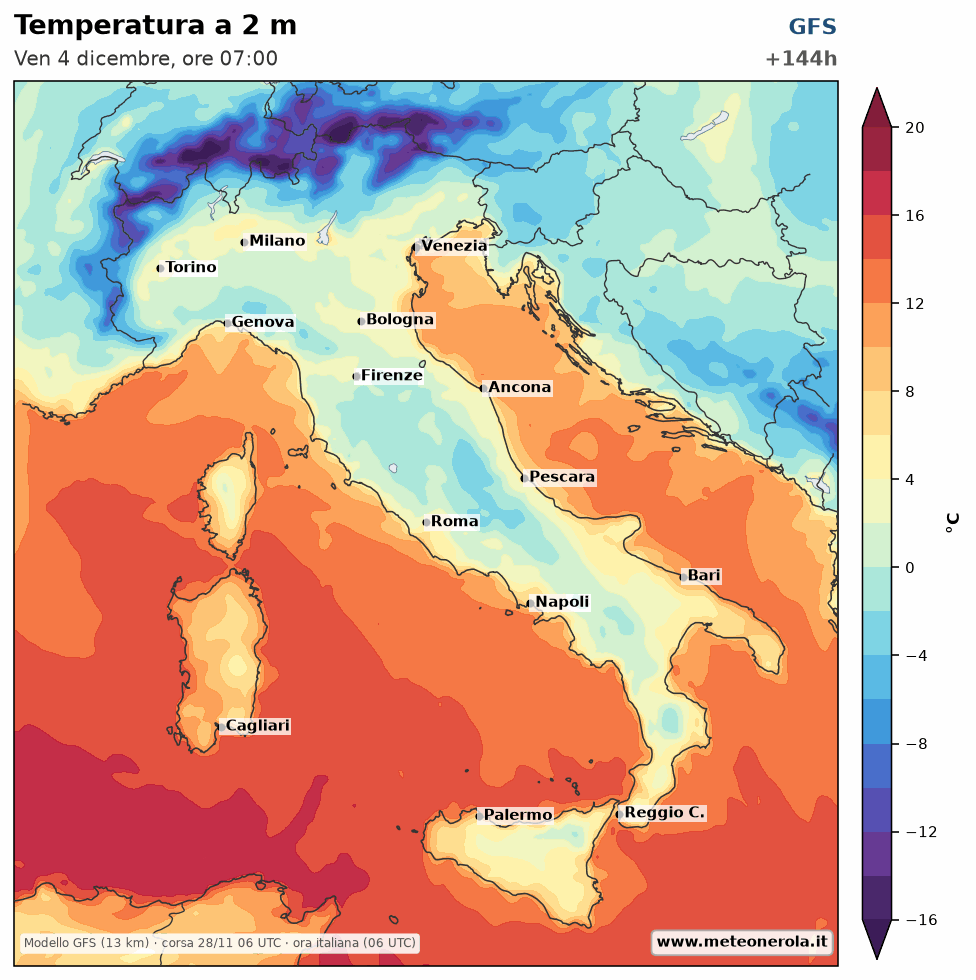 Temperatura a 2 m
GFS
Ven 4 dicembre, ore 07:00
+144h
20
16
12
8
4
0
−4
−8
−12
−16
°C
Milano
Venezia
Torino
Genova
Bologna
Firenze
Ancona
Pescara
Roma
Bari
Napoli
Cagliari
Palermo
Reggio C.
Modello GFS (13 km) · corsa 28/11 06 UTC · ora italiana (06 UTC)
www.meteonerola.it